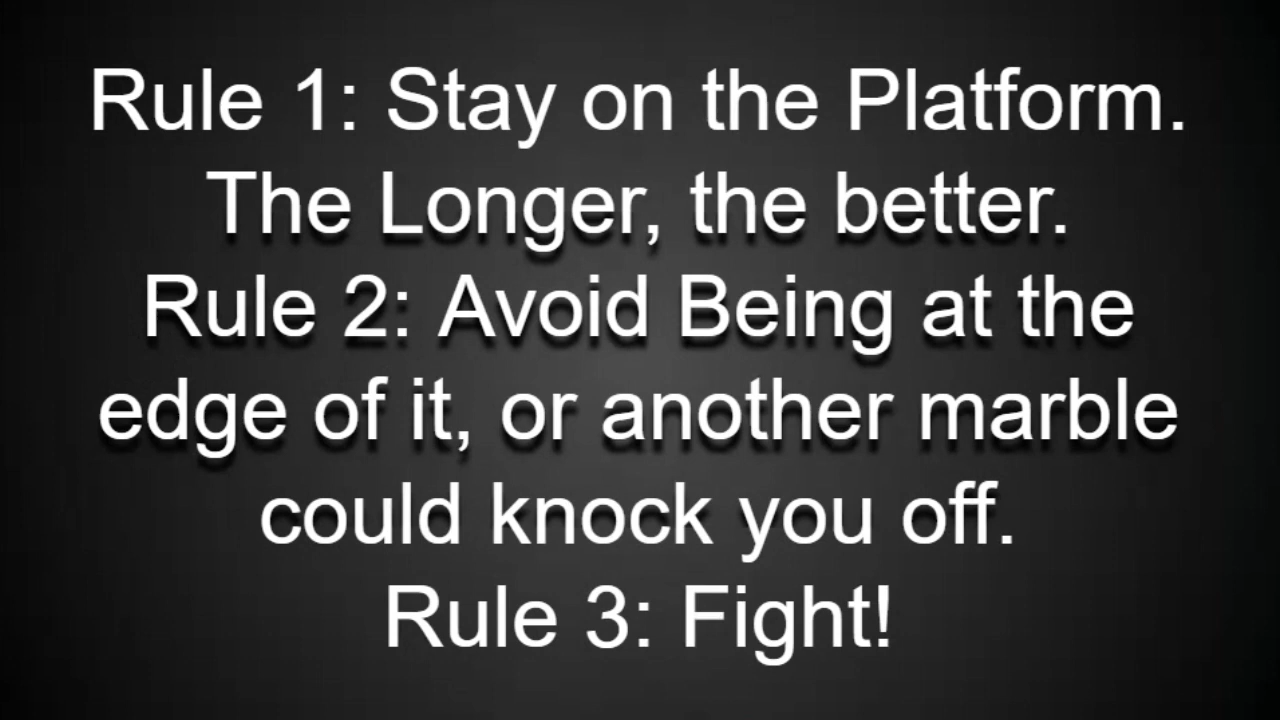 Rule 1: Stay on the Platform.
The Longer, the better.
Rule 2: Avoid Being at the
edge of it, or another marble
could knock you off.
Rule 3: Fight!